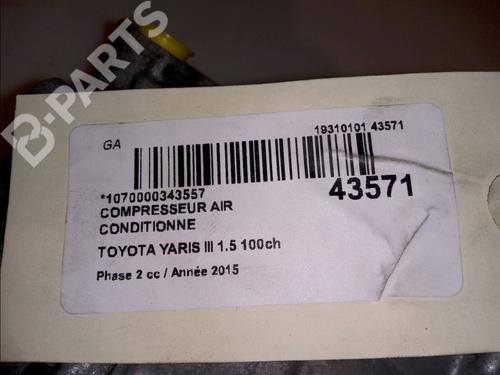 B-PARTS
GA
19310101 43571
*1070000343557
43571
COMPRESSEUR AIR
CONDITIONNE
TOYOTA YARIS III 1.5 100ch
Phase 2 cc / Année 2015